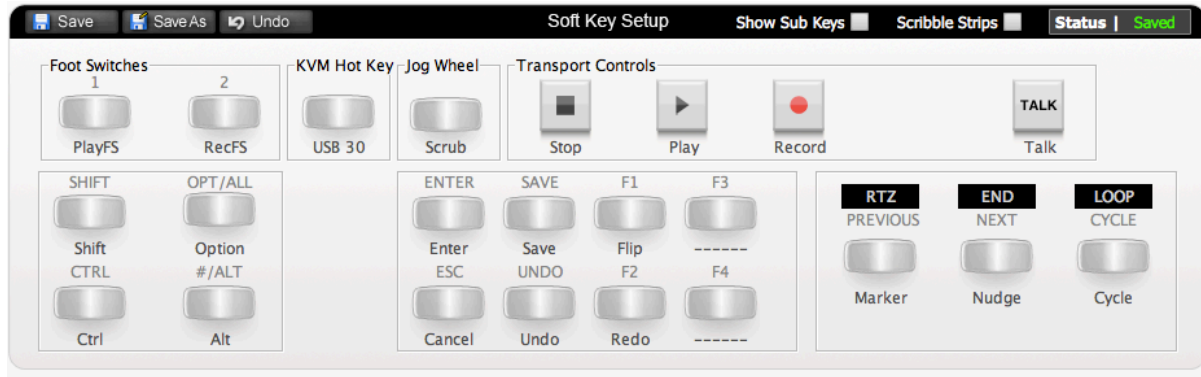 Save Save As Undo Soft Key Setup Show Sub Keys Scribble Strips Status | Saved
Foot Switches KVM Hot Key Jog Wheel Transport Controls
1 2
TALK
PlayFS RecFS USB 30 Scrub Stop Play Record Talk
SHIFT OPT/ALL ENTER SAVE F1 F3 RTZ END LOOP
PREVIOUS NEXT CYCLE
Shift Option Enter Save Flip ------
CTRL #/ALT ESC UNDO F2 F4
Marker Nudge Cycle
Ctrl Alt Cancel Undo Redo ------